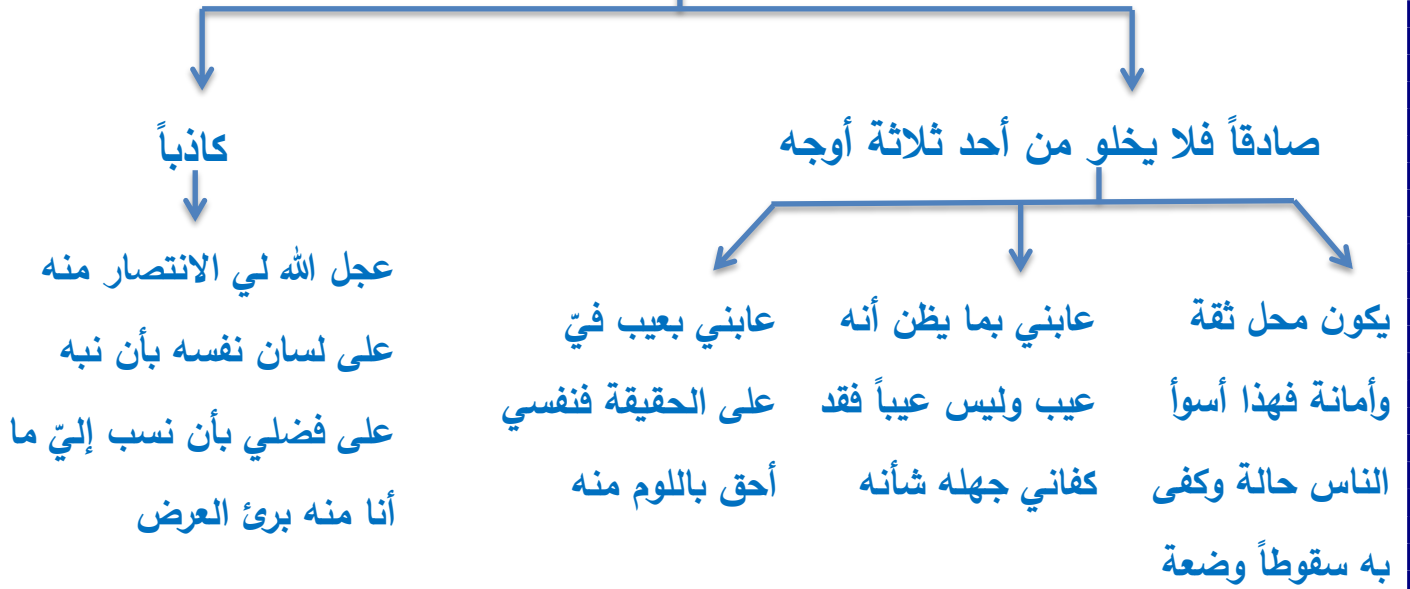 صادقاً فلا يخلو من أحد ثلاثة أوجه
يكون محل ثقة
وأمانة فهذا أسوأ
الناس حالة وكفى
به سقوطاً وضعة
عابني بما يظن أنه
عيب وليس عيباً فقد
كفاني جهله شأنه
عابني بعيب فيّ
على الحقيقة فنفسي
أحق باللوم منه
كاذباً
عجل الله لي الانتصار منه
على لسان نفسه بأن نبه
على فضلي بأن نسب إليّ ما
أنا منه برئ العرض